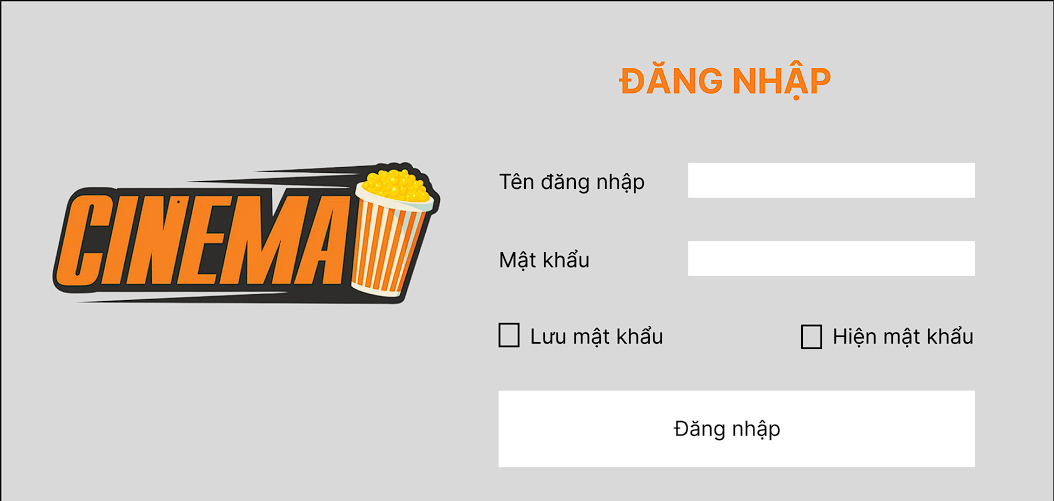 ĐĂNG NHẬP
CINEMA
Tên đăng nhập
Mật khẩu
Lưu mật khẩu
Hiện mật khẩu
Đăng nhập